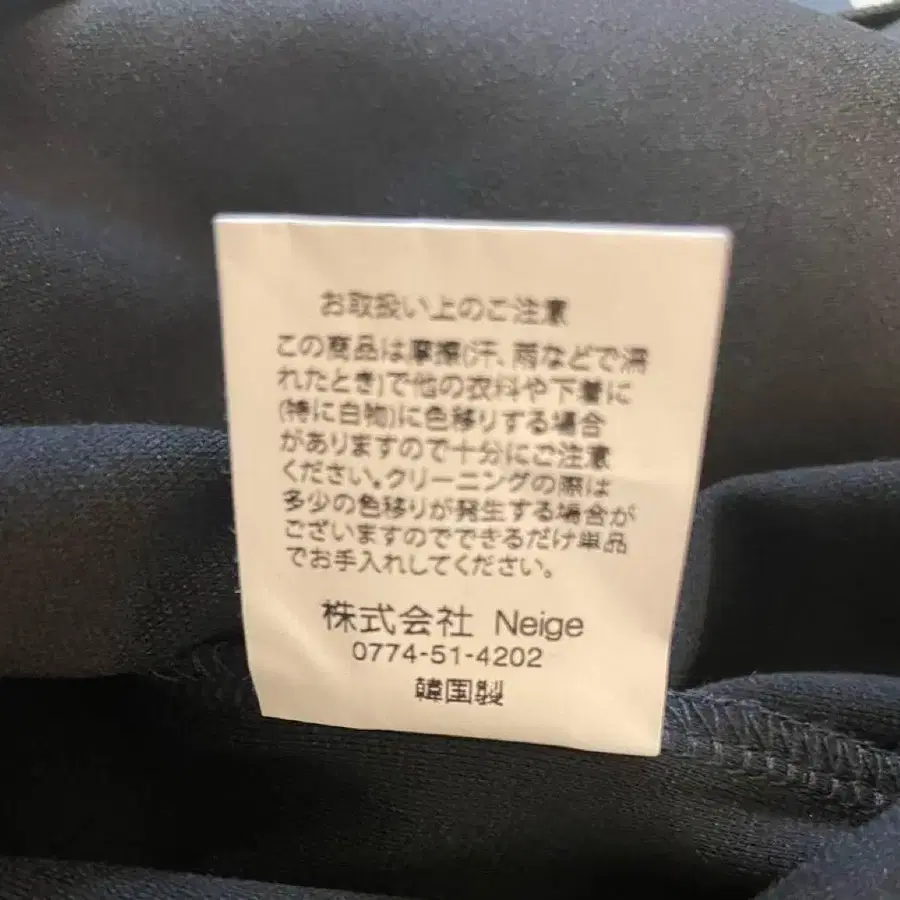 お取扱い上のご注意
この商品は摩擦(汗、雨などで濡
れたとき)で他の衣料や下着に
(特に白物)に色移りする場合
がありますので十分にご注意
ください。クリーニングの際は
多少の色移りが発生する場合が
ございますのでできるだけ単品
でお手入れしてください。
株式会社 Neige
0774-51-4202
韓国製